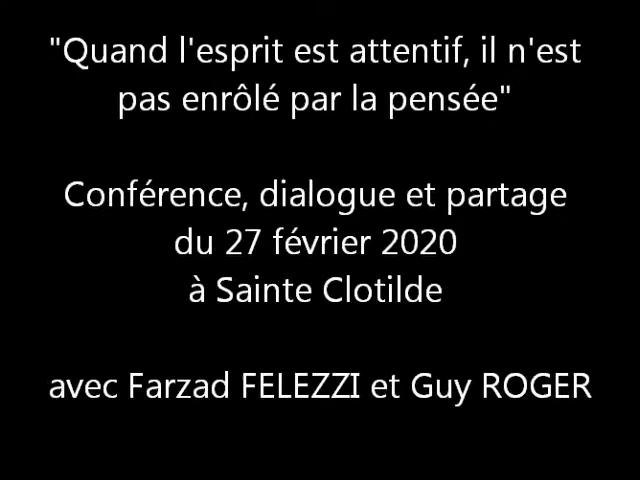 "Quand l'esprit est attentif, il n'est
pas enrôlé par la pensée"
Conférence, dialogue et partage
du 27 février 2020
à Sainte Clotilde
avec Farzad FELEZZI et Guy ROGER